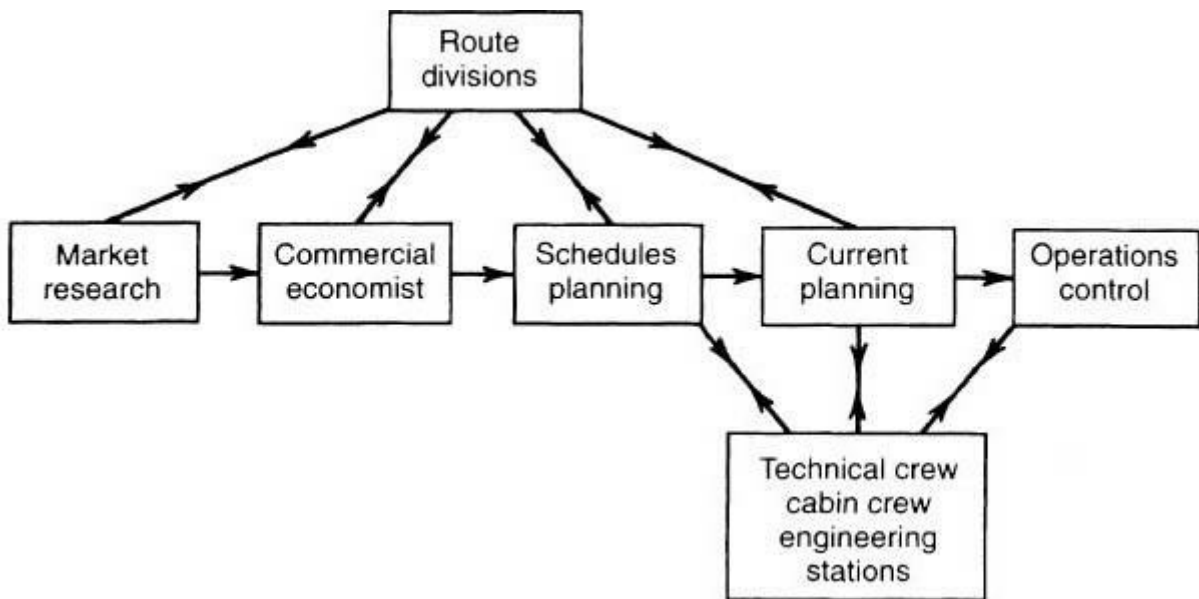 Route
divisions
Market
research
Commercial
economist
Schedules
planning
Current
planning
Operations
control
Technical crew
cabin crew
engineering
stations